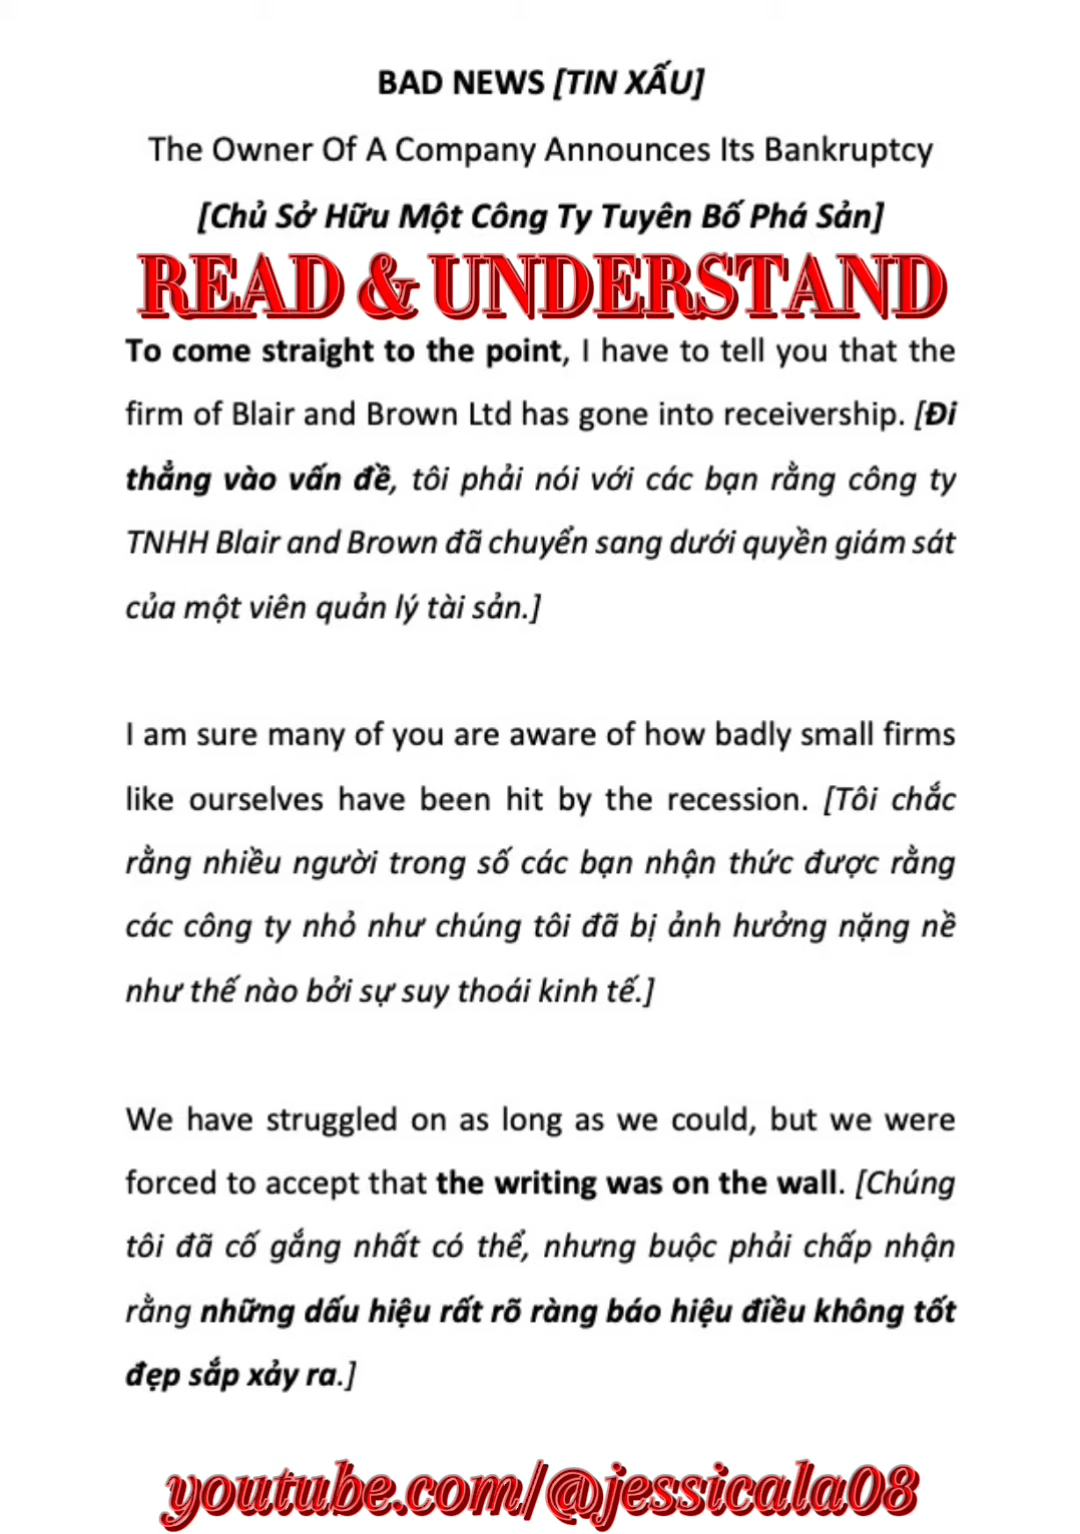 BAD NEWS [TIN XẤU]
The Owner Of A Company Announces Its Bankruptcy
[Chủ Sở Hữu Một Công Ty Tuyên Bố Phá Sản]
READ & UNDERSTAND
To come straight to the point, I have to tell you that the
firm of Blair and Brown Ltd has gone into receivership. [Đi
thẳng vào vấn đề, tôi phải nói với các bạn rằng công ty
TNHH Blair and Brown đã chuyển sang dưới quyền giám sát
của một viên quản lý tài sản.]
I am sure many of you are aware of how badly small firms
like ourselves have been hit by the recession. [Tôi chắc
rằng nhiều người trong số các bạn nhận thức được rằng
các công ty nhỏ như chúng tôi đã bị ảnh hưởng nặng nề
như thế nào bởi sự suy thoái kinh tế.]
We have struggled on as long as we could, but we were
forced to accept that the writing was on the wall. [Chúng
tôi đã cố gắng nhất có thể, nhưng buộc phải chấp nhận
rằng những dấu hiệu rất rõ ràng báo hiệu điều không tốt
đẹp sắp xảy ra.]
youtube.com/@jessicala08